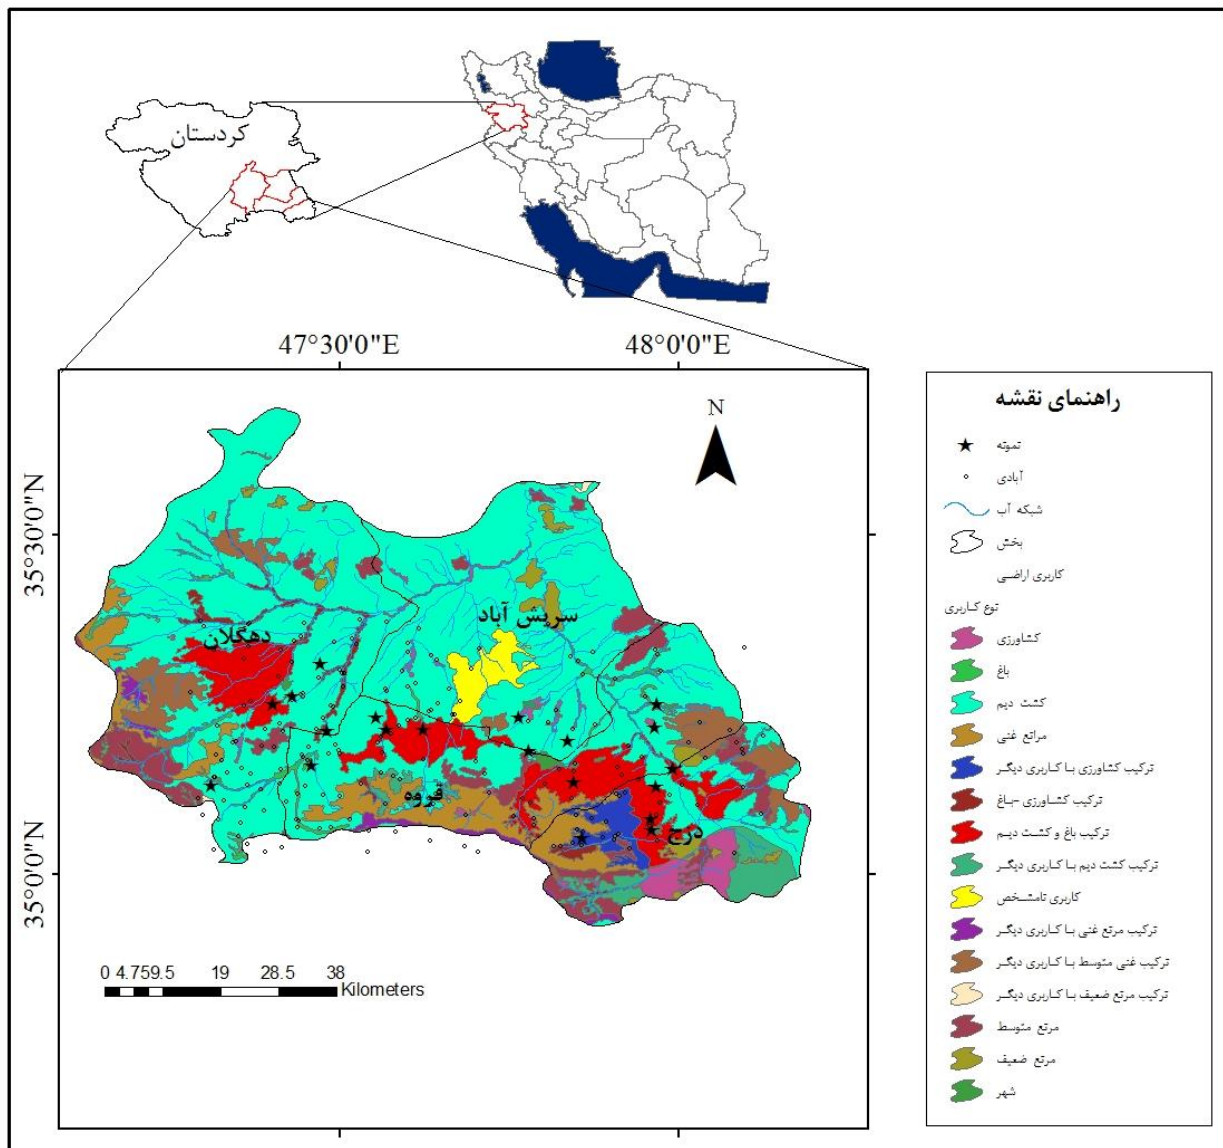 کردستان
47°30'0"E
48°0'0"E
35°30'0"N
35°0'0"N
N
دهگلان
سریش آباد
قروه
درج
0 4.75 9.5 19 28.5 38
Kilometers
راهنمای نقشه
نموته
آبادی
شبکه آب
بخش
کاربری اراضی
نوع کاربری
کشاورزی
باغ
کشت دیم
مراتع غنی
ترکیب کشاورزی با کاربری دیگر
ترکیب کشاورزی -باغ
ترکیب باغ و کشت دیم
ترکیب کشت دیم با کاربری دیگر
کاربری نامشخص
ترکیب مرتع غنی با کاربری دیگر
ترکیب غنی متوسط با کاربری دیگر
ترکیب مرتع ضعیف با کاربری دیگر
مرتع متوسط
مرتع ضعیف
شهر